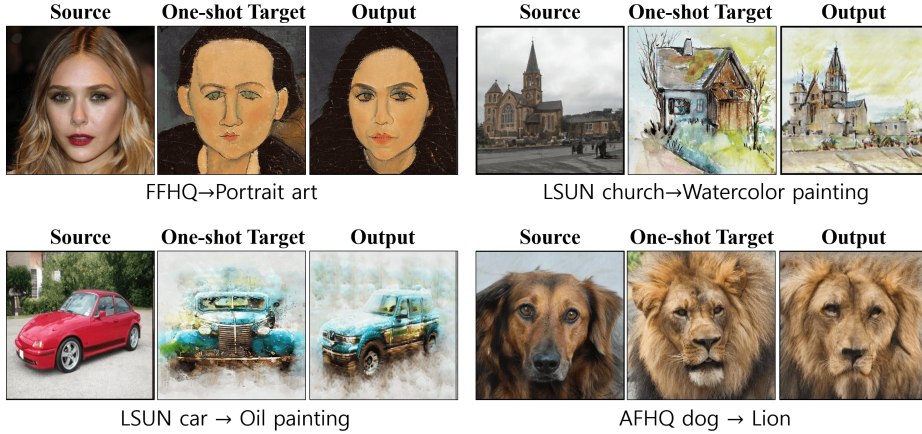 Source One-shot Target Output
Source One-shot Target Output
FFHQ→Portrait art
LSUN church→Watercolor painting
Source One-shot Target Output
Source One-shot Target Output
LSUN car → Oil painting
AFHQ dog → Lion